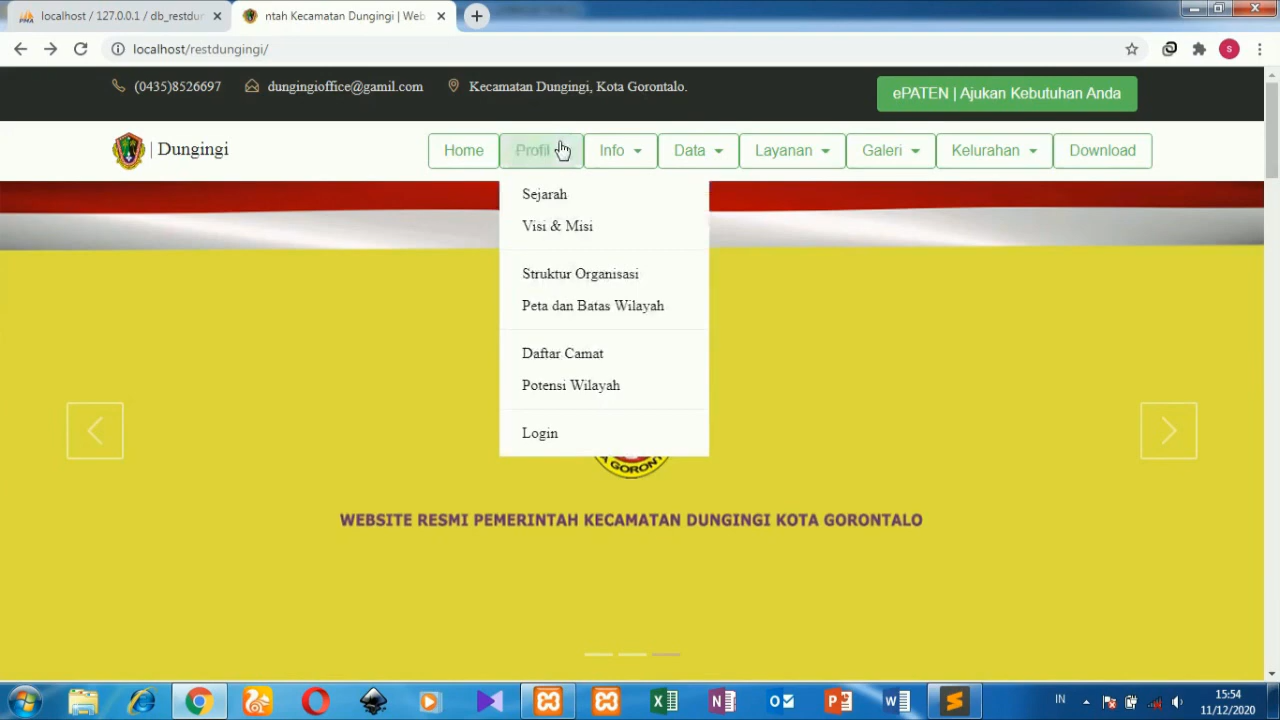 localhost / 127.0.0.1 / db_restdur
ntah Kecamatan Dungingi | Web
localhost/restdungingi/
S
(0435)8526697
dungingioffice@gamil.com
Kecamatan Dungingi, Kota Gorontalo.
ePATEN | Ajukan Kebutuhan Anda
| Dungingi
Home
Profil
Info
Data
Layanan
Galeri
Kelurahan
Download
Sejarah
Visi & Misi
Struktur Organisasi
Peta dan Batas Wilayah
Daftar Camat
Potensi Wilayah
Login
WEBSITE RESMI PEMERINTAH KECAMATAN DUNGINGI KOTA GORONTALO
IN
15:54
11/12/2020